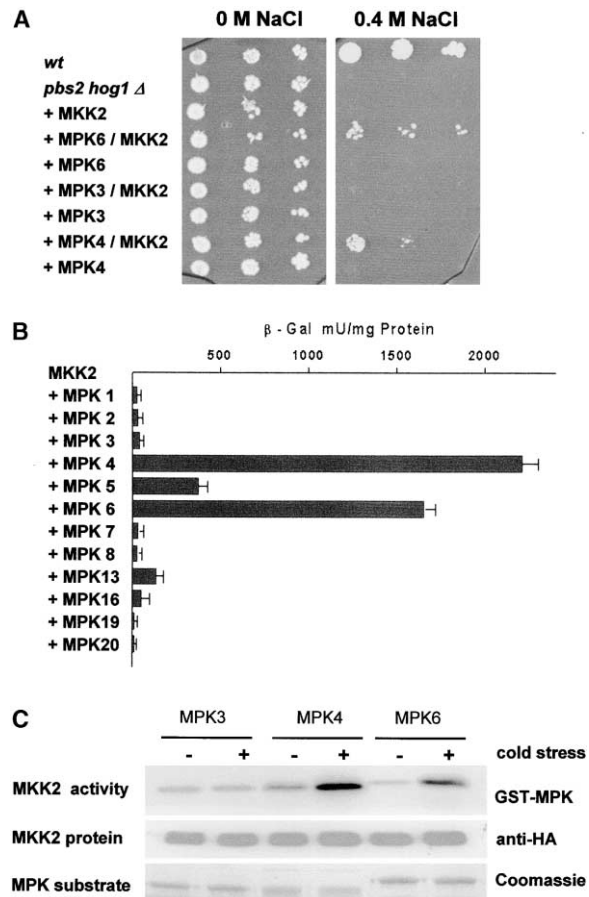 A
0 M NaCl 0.4 M NaCl
wt
pbs2 hog1 Δ
+ MKK2
+ MPK6 / MKK2
+ MPK6
+ MPK3 / MKK2
+ MPK3
+ MPK4 / MKK2
+ MPK4
B
β - Gal mU/mg Protein
500 1000 1500 2000
MKK2
+ MPK 1
+ MPK 2
+ MPK 3
+ MPK 4
+ MPK 5
+ MPK 6
+ MPK 7
+ MPK 8
+ MPK13
+ MPK16
+ MPK19
+ MPK20
C
MPK3 MPK4 MPK6
- + - + - + cold stress
MKK2 activity GST-MPK
MKK2 protein anti-HA
MPK substrate Coomassie